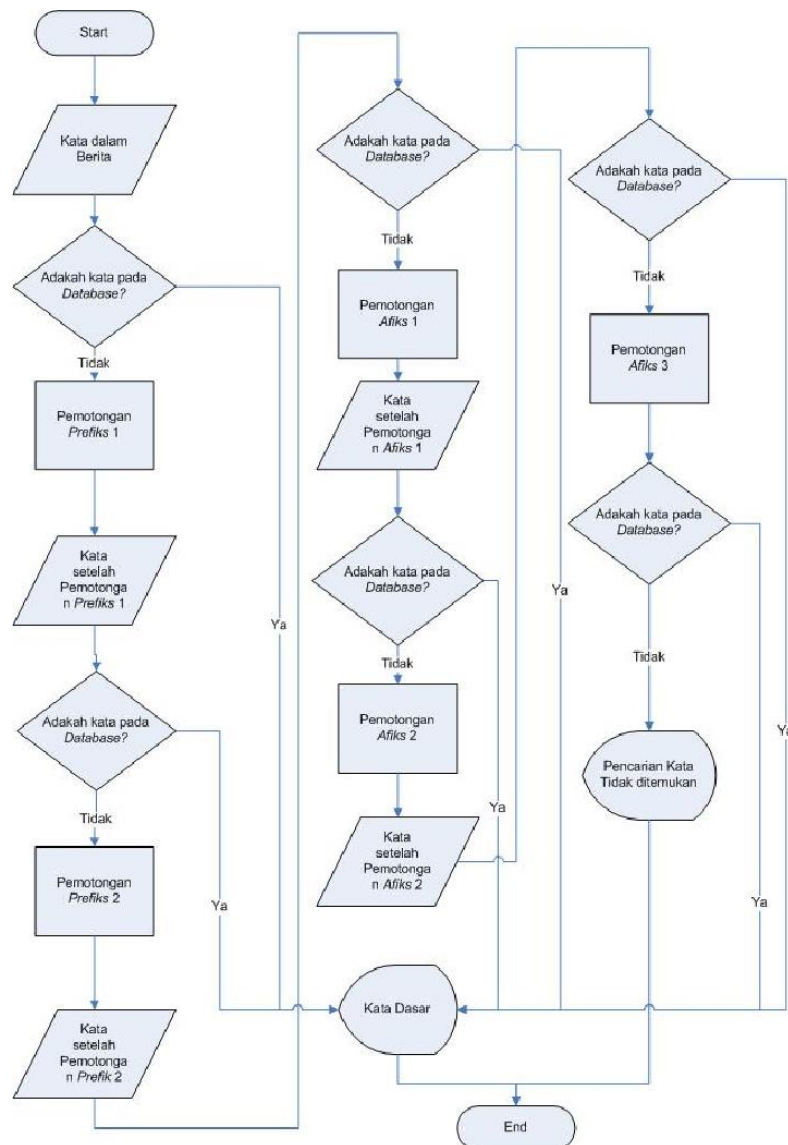 Start
Kata dalam
Berita
Adakah kata pada
Database?
Tidak
Pemotongan
Prefiks 1
Kata
setelah
Pemotonga
n Prefiks 1
Ya
Adakah kata pada
Database?
Tidak
Pemotongan
Prefiks 2
Ya
Kata
setelah
Pemotonga
n Prefik 2
Adakah kata pada
Database?
Tidak
Pemotongan
Afiks 1
Kata
setelah
Pemotonga
n Afiks 1
Ya
Adakah kata pada
Database?
Tidak
Pemotongan
Afiks 2
Ya
Kata
setelah
Pemotonga
n Afiks 2
Adakah kata pada
Database?
Tidak
Pemotongan
Afiks 3
Adakah kata pada
Database?
Tidak
Ya
Pencarian Kata
Tidak ditemukan
Ya
Kata Dasar
End